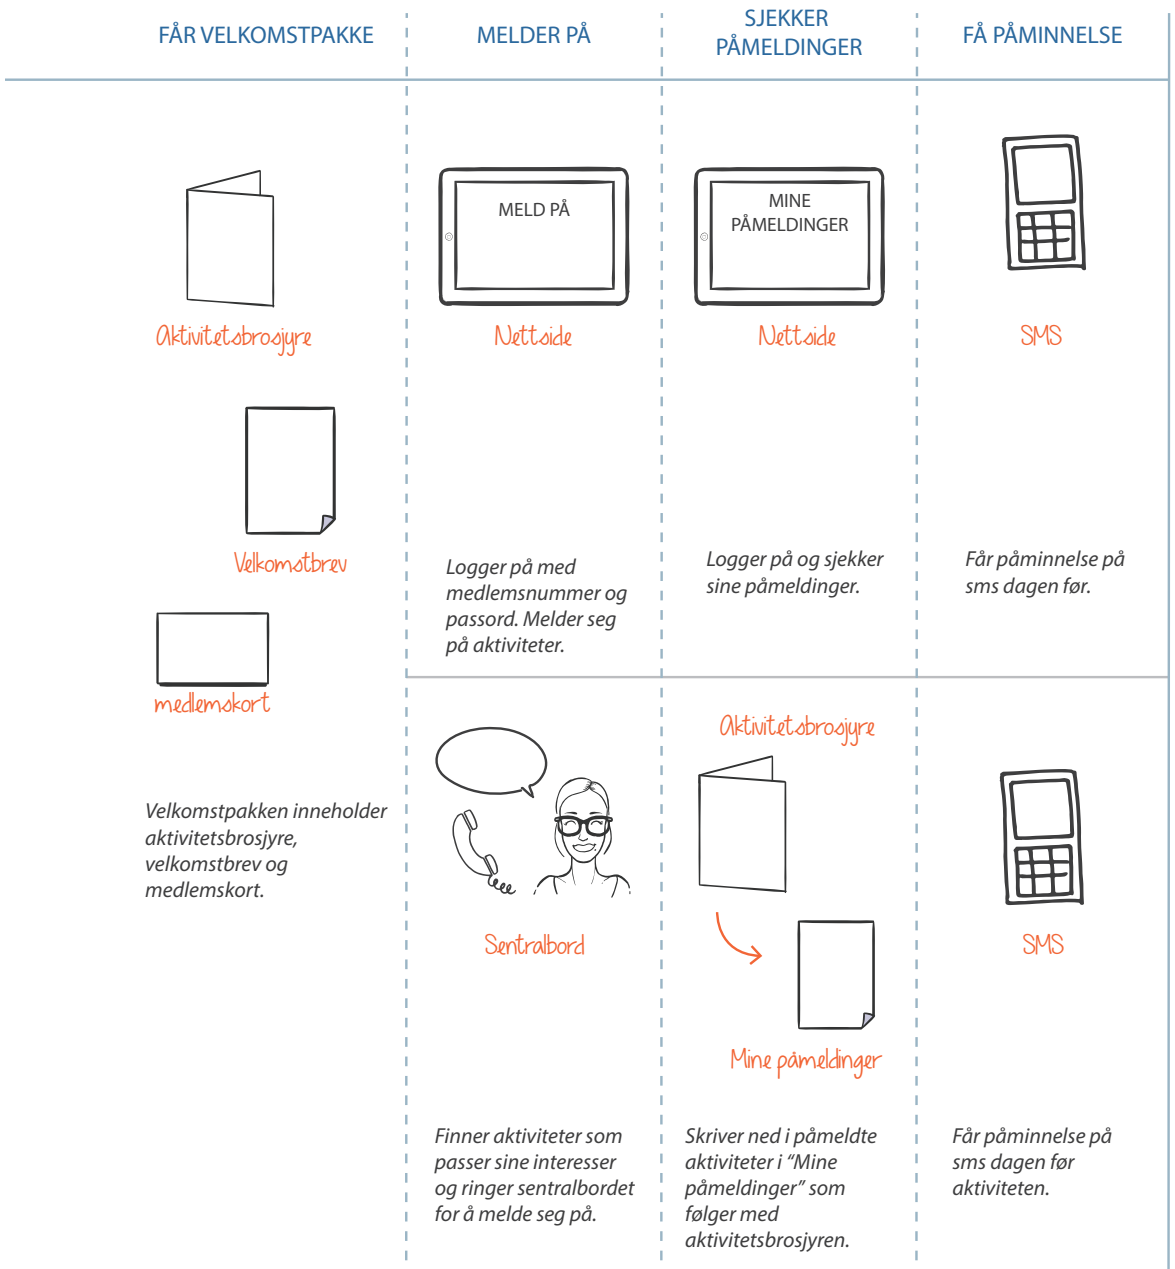 FÅR VELKOMSTPAKKE
MELDER PÅ
SJEKKER
PÅMELDINGER
FÅ PÅMINNELSE
Aktivitetsbrosjyre
Velkomstbrev
medlemskort
Velkomstpakken inneholder
aktivitetsbrosjyre,
velkomstbrev og
medlemskort.
MELD PÅ
Nettside
Logger på med
medlemsnummer og
passord. Melder seg
på aktiviteter.
MINE
PÅMELDINGER
Nettside
Logger på og sjekker
sine påmeldinger.
SMS
Får påminnelse på
sms dagen før.
Sentralbord
Finner aktiviteter som
passer sine interesser
og ringer sentralbordet
for å melde seg på.
Aktivitetsbrosjyre
Mine påmeldinger
Skriver ned i påmeldte
aktiviteter i “Mine
påmeldinger” som
følger med
aktivitetsbrosjyren.
SMS
Får påminnelse på
sms dagen før
aktiviteten.